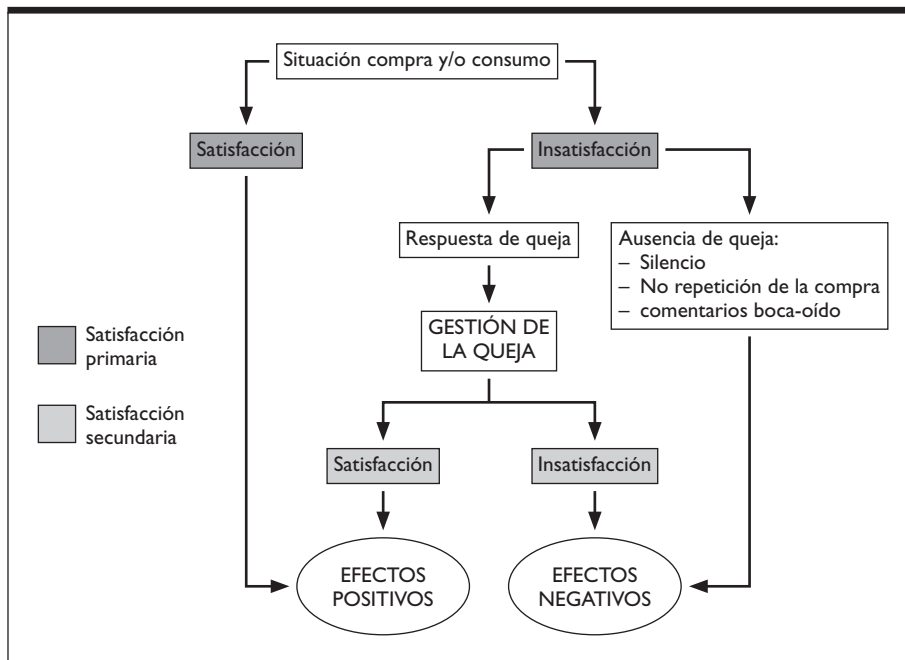 Situación compra y/o consumo
Satisfacción
Insatisfacción
Respuesta de queja
Ausencia de queja:
– Silencio
– No repetición de la compra
– comentarios boca-oído
GESTIÓN DE
LA QUEJA
Satisfacción
primaria
Satisfacción
secundaria
Satisfacción
Insatisfacción
EFECTOS
POSITIVOS
EFECTOS
NEGATIVOS